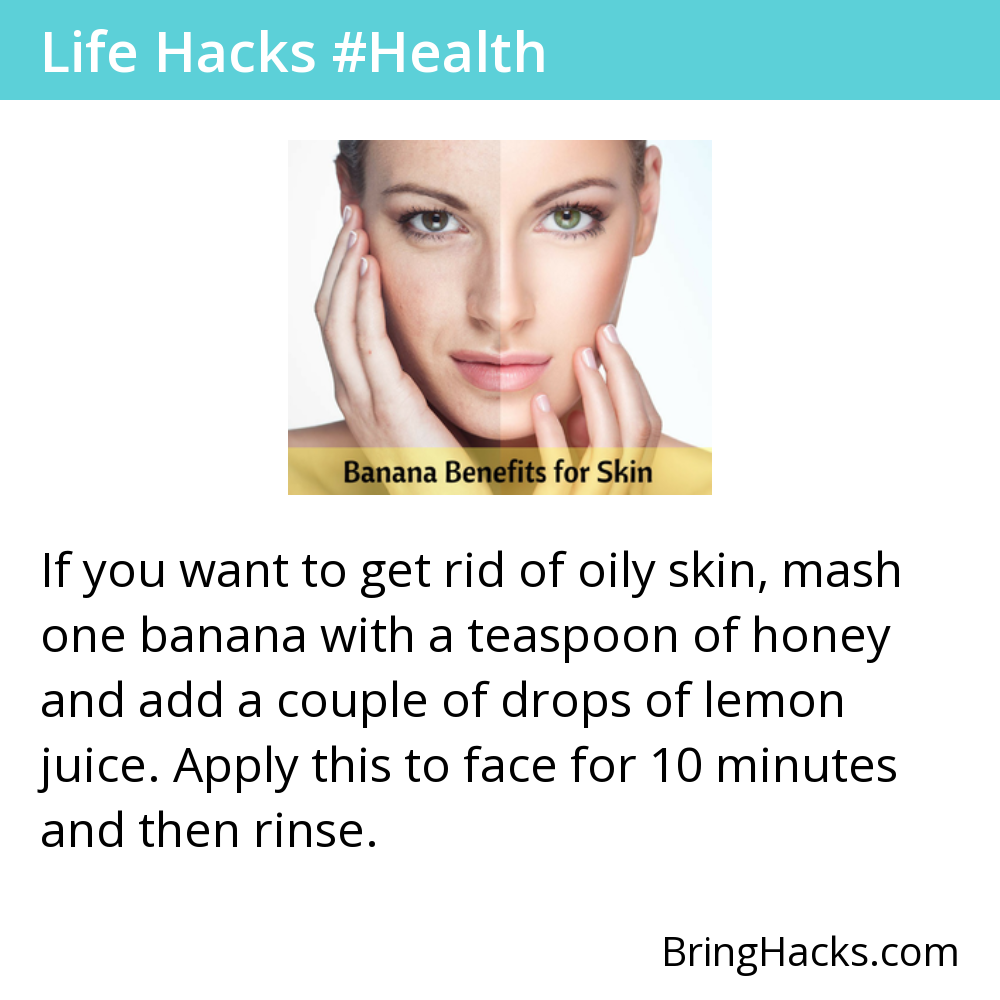 Life Hacks #Health
Banana Benefits for Skin
If you want to get rid of oily skin, mash
one banana with a teaspoon of honey
and add a couple of drops of lemon
juice. Apply this to face for 10 minutes
and then rinse.
BringHacks.com